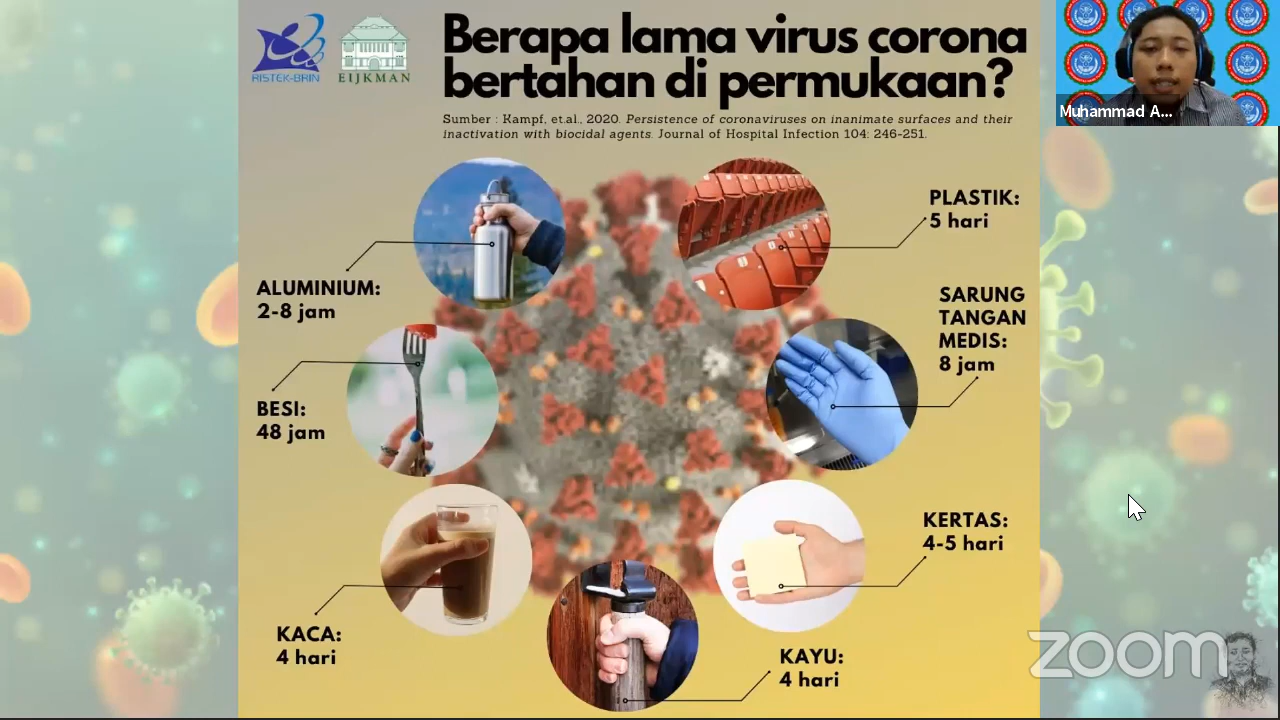 RISTEK-BRIN
EIJKMAN
Berapa lama virus corona
bertahan di permukaan?
Sumber : Kampf, et.al., 2020. Persistence of coronaviruses on inanimate surfaces and their
inactivation with biocidal agents. Journal of Hospital Infection 104: 246-251.
Muhammad A...
ALUMINIUM:
2-8 jam
PLASTIK:
5 hari
SARUNG
TANGAN
MEDIS:
8 jam
BESI:
48 jam
KERTAS:
4-5 hari
KACA:
4 hari
KAYU:
4 hari
zoom